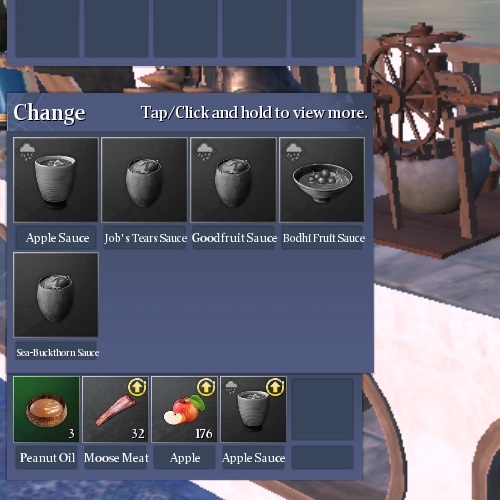 Change
Tap/Click and hold to view more.
Apple Sauce
Job's Tears Sauce
Goodfruit Sauce
Bodhi Fruit Sauce
Sea-Buckthorn Sauce
3
32
176
Peanut Oil
Moose Meat
Apple
Apple Sauce